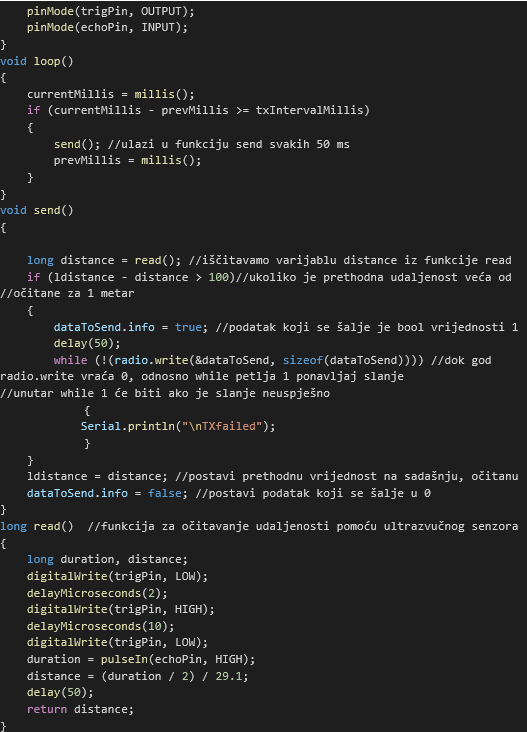 pinMode(trigPin, OUTPUT);
pinMode(echoPin, INPUT);
}
void loop()
{
currentMillis = millis();
if (currentMillis - prevMillis >= txIntervalMillis)
{
send(); //ulazi u funkciju send svakih 50 ms
prevMillis = millis();
}
}
void send()
{
long distance = read(); //iščitavamo varijablu distance iz funkcije read
if (ldistance - distance > 100)//ukoliko je prethodna udaljenost veća od
//očitane za 1 metar
{
dataToSend.info = true; //podatak koji se šalje je bool vrijednosti 1
delay(50);
while (!(radio.write(&dataToSend, sizeof(dataToSend)))) //dok god
radio.write vraća 0, odnosno while petlja 1 ponavljaj slanje
//unutar while 1 će biti ako je slanje neuspješno
{
Serial.println("\nTXfailed");
}
}
ldistance = distance; //postavi prethodnu vrijednost na sadašnju, očitanu
dataToSend.info = false; //postavi podatak koji se šalje u 0
}
long read()  //funkcija za očitavanje udaljenosti pomoću ultrazvučnog senzora
{
long duration, distance;
digitalWrite(trigPin, LOW);
delayMicroseconds(2);
digitalWrite(trigPin, HIGH);
delayMicroseconds(10);
digitalWrite(trigPin, LOW);
duration = pulseIn(echoPin, HIGH);
distance = (duration / 2) / 29.1;
delay(50);
return distance;
}